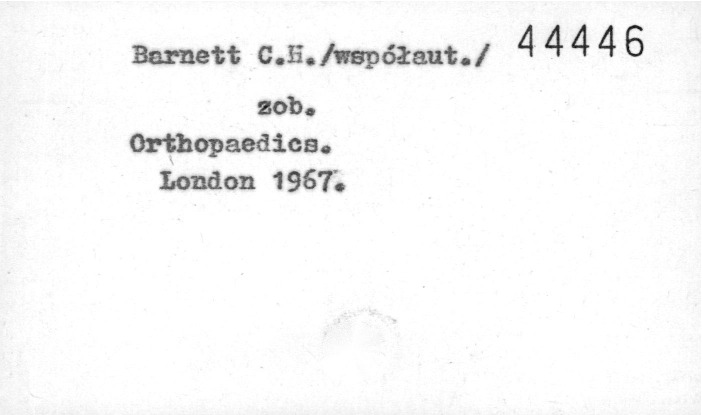 Barnett C.H./współaut./ 44446
zob.
Orthopaedics.
London 1967.